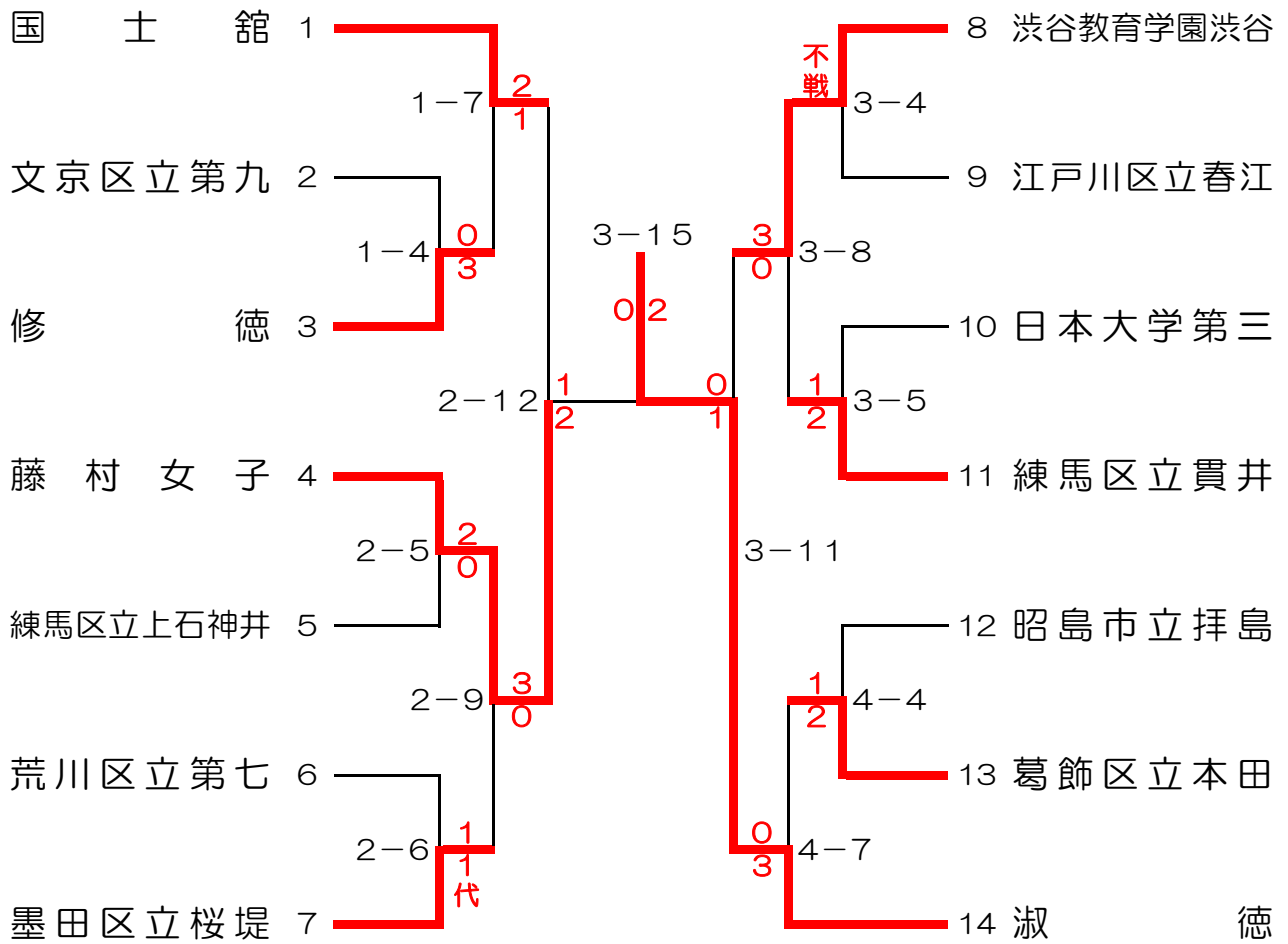 国士舘 1
1-7
2
1
文京区立第九 2
1-4
0
3
修徳 3
2-12
1
2
藤村女子 4
2-5
2
0
練馬区立上石神井 5
2-9
3
0
荒川区立第七 6
2-6
1
1
代
墨田区立桜堤 7
3-15
0 2
0
1
3-11
8 渋谷教育学園渋谷
不戦
3-4
9 江戸川区立春江
3
0
3-8
10 日本大学第三
1
2
3-5
11 練馬区立貫井
12 昭島市立拝島
1
2
4-4
13 葛飾区立本田
0
3
4-7
14 淑徳